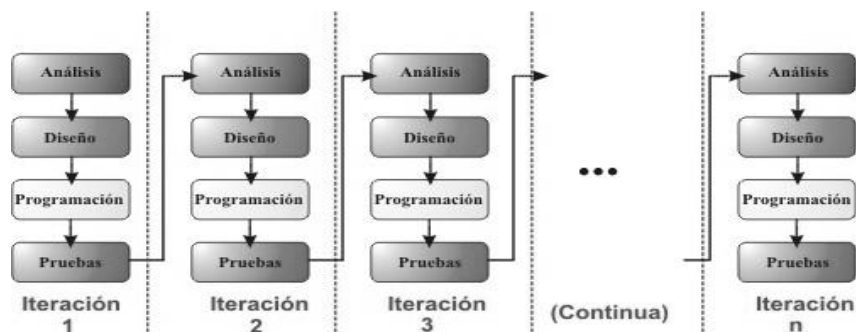 Análisis
Diseño
Programación
Pruebas
Iteración
1
Análisis
Diseño
Programación
Pruebas
Iteración
2
Análisis
Diseño
Programación
Pruebas
Iteración
3
...
(Continua)
Análisis
Diseño
Programación
Pruebas
Iteración
n